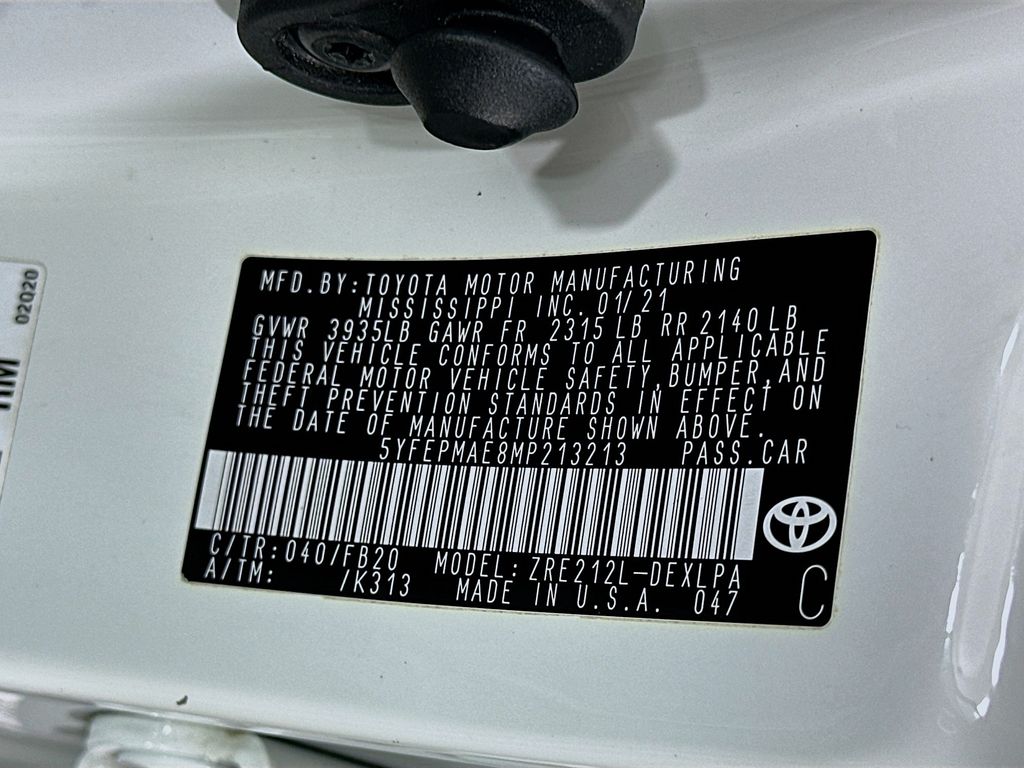 MFD.BY:TOYOTA MOTOR MANUFACTURING
MISSISSIPPI INC. 01/21
GVWR 3935LB GAWR FR 2315LB RR 2140LB
THIS VEHICLE CONFORMS TO ALL APPLICABLE
FEDERAL MOTOR VEHICLE SAFETY,BUMPER,AND
THEFT PREVENTION STANDARDS IN EFFECT ON
THE DATE OF MANUFACTURE SHOWN ABOVE.
5YFEPMAE8MP213213 PASS.CAR
C/TR:040/FB20 MODEL:ZRE212L-DEXLPA
A/TM: /K313 MADE IN U.S.A. 047
C
02Q20